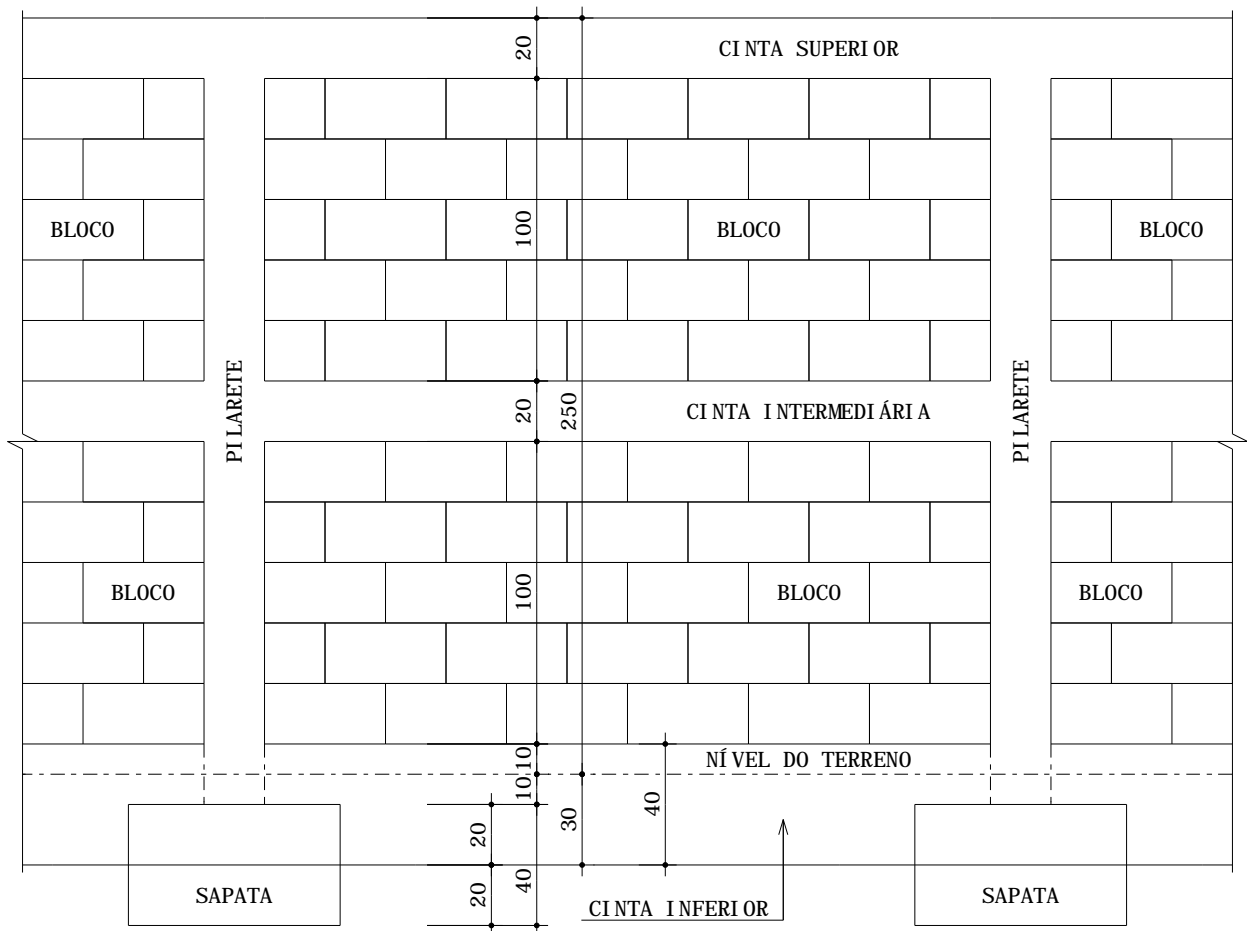 20
CINTA SUPERIOR
BLOCO
100
BLOCO
BLOCO
PILARETE
20
250
CINTA INTERMEDIÁRIA
PILARETE
BLOCO
100
BLOCO
BLOCO
10
NÍVEL DO TERRENO
10
20
30
40
SAPATA
20
40
CINTA INFERIOR
SAPATA